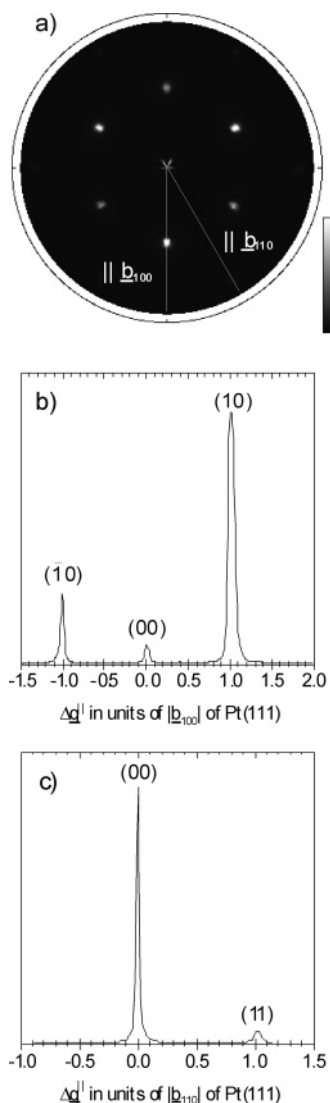 a)
|| b₁₀₀
|| b₁₁₀
b)
(10)
(1̄0)
(00)
-1.5 -1.0 -0.5 0.0 0.5 1.0 1.5 2.0
Δq^|| in units of |b₁₀₀| of Pt(111)
c)
(00)
(11)
-1.0 -0.5 0.0 0.5 1.0 1.5
Δq^|| in units of |b₁₁₀| of Pt(111)